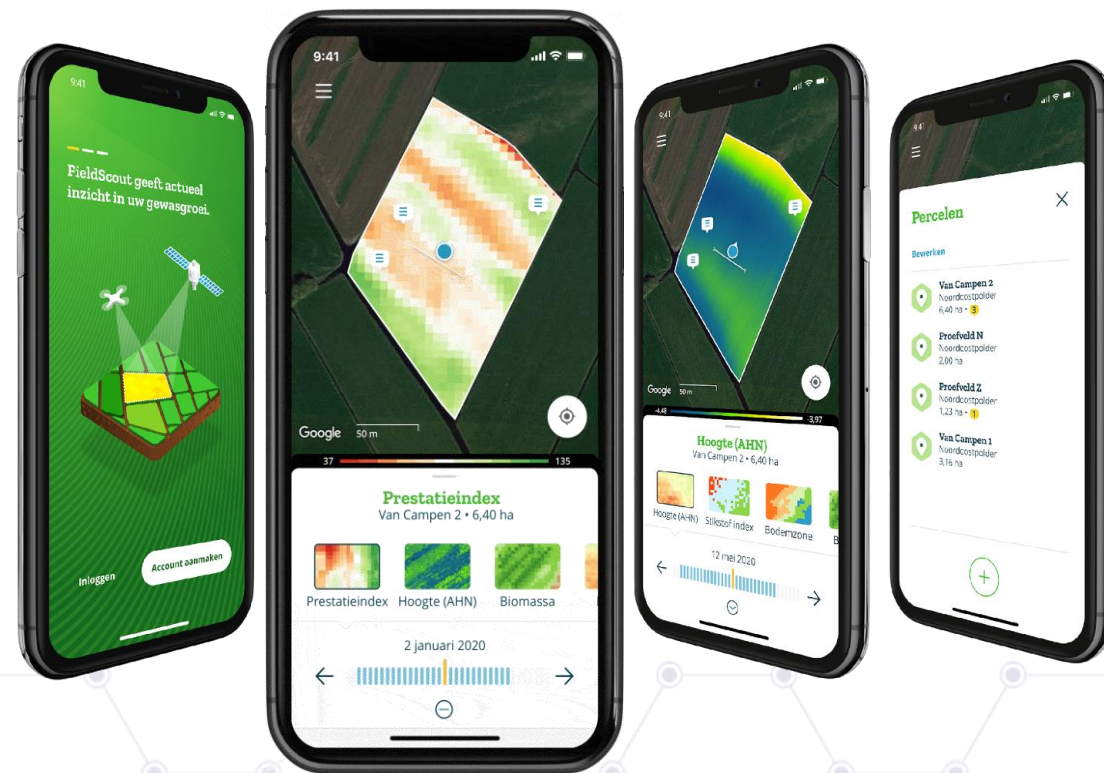 9:41
FieldScout geeft actueel
inzicht in uw gewasgroei.
Inloggen
Account aanmaken
9:41
Google
50 m
37
135
Prestatieindex
Van Campen 2 • 6,40 ha
Prestatieindex
Hoogte (AHN)
Biomassa
2 januari 2020
9:41
Google
50 m
-4,48
-3,97
Hoogte (AHN)
Van Campen 2 • 6,40 ha
Hoogte (AHN)
Stikstof index
Bodemzone
B
12 mei 2020
9:41
Percelen
Bewerken
Van Campen 2
Noordoostpolder
6,40 ha • 3
Proefveld N
Noordoostpolder
2,00 ha
Proefveld Z
Noordoostpolder
1,23 ha • 1
Van Campen 1
Noordoostpolder
3,16 ha